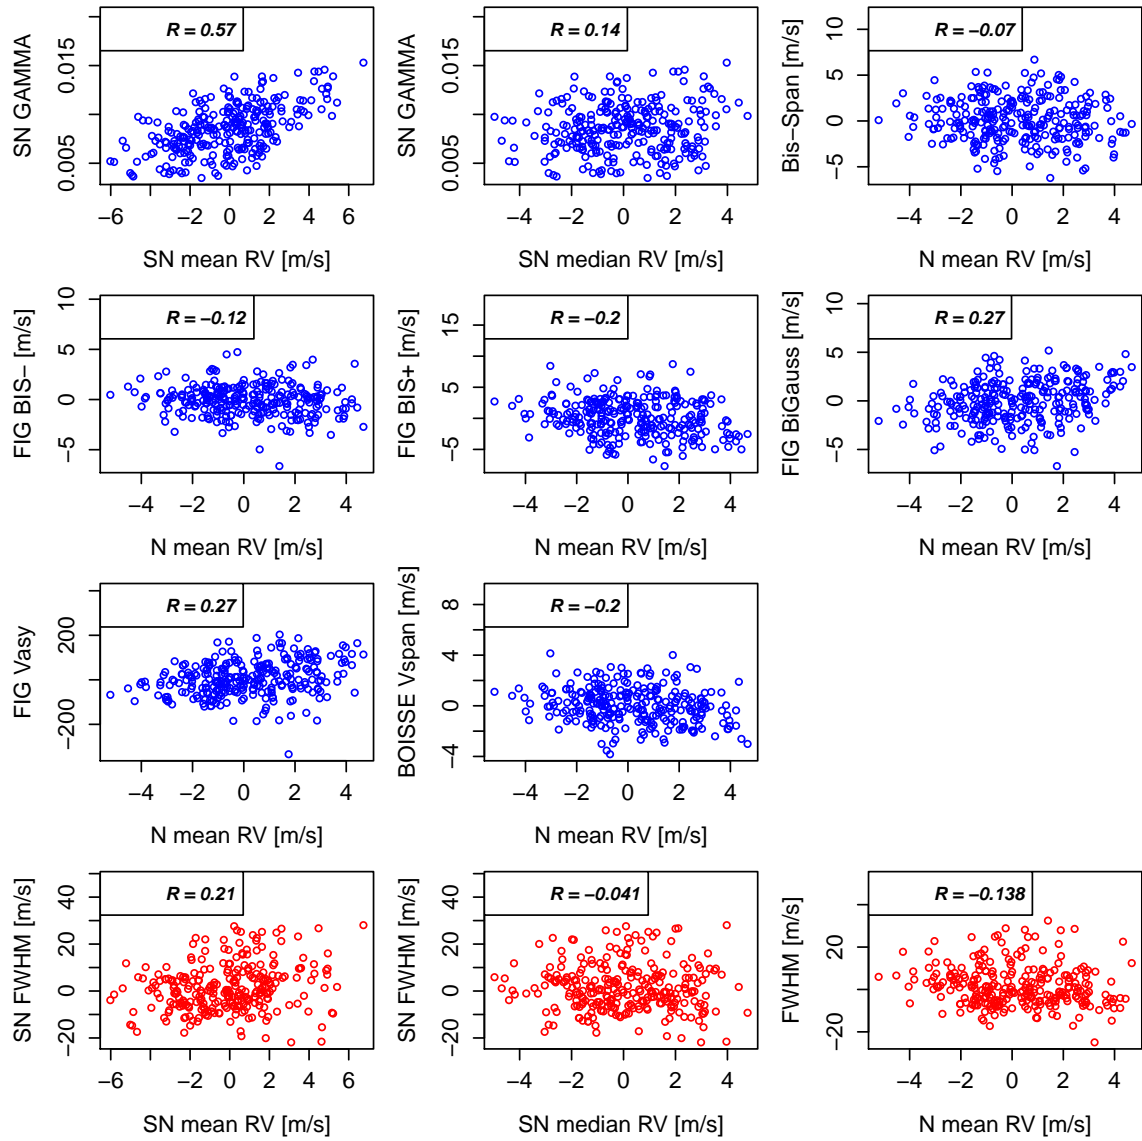 R = 0.57
SN GAMMA
0.005 0.015
−6 −4 −2 0 2 4 6
SN mean RV [m/s]
R = 0.14
SN GAMMA
0.005 0.015
−4 −2 0 2 4
SN median RV [m/s]
R = −0.07
Bis−Span [m/s]
−5 0 5 10
−4 −2 0 2 4
N mean RV [m/s]
R = −0.12
FIG BIS− [m/s]
−5 0 5 10
−4 −2 0 2 4
N mean RV [m/s]
R = −0.2
FIG BIS+ [m/s]
−5 5 15
−4 −2 0 2 4
N mean RV [m/s]
R = 0.27
FIG BiGauss [m/s]
−5 0 5 10
−4 −2 0 2 4
N mean RV [m/s]
R = 0.27
FIG Vasy
−200 200
−4 −2 0 2 4
N mean RV [m/s]
R = −0.2
BOISSE Vspan [m/s]
−4 0 4 8
−4 −2 0 2 4
N mean RV [m/s]
R = 0.21
SN FWHM [m/s]
−20 0 20 40
−6 −4 −2 0 2 4 6
SN mean RV [m/s]
R = −0.041
SN FWHM [m/s]
−20 0 20 40
−4 −2 0 2 4
SN median RV [m/s]
R = −0.138
FWHM [m/s]
−20 20
−4 −2 0 2 4
N mean RV [m/s]